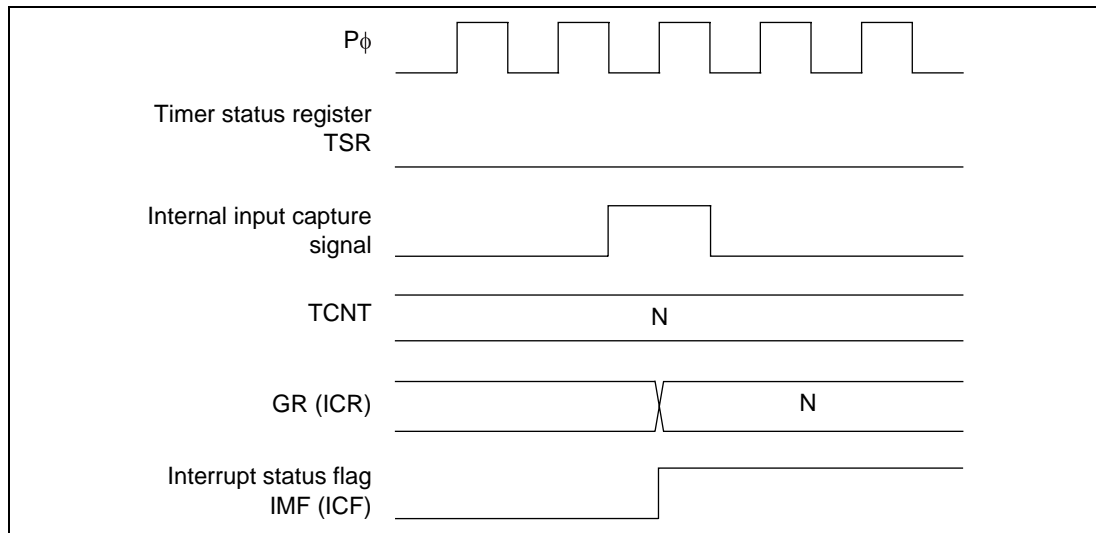 Pϕ
Timer status register
TSR
Internal input capture
signal
TCNT
N
GR (ICR)
N
Interrupt status flag
IMF (ICF)